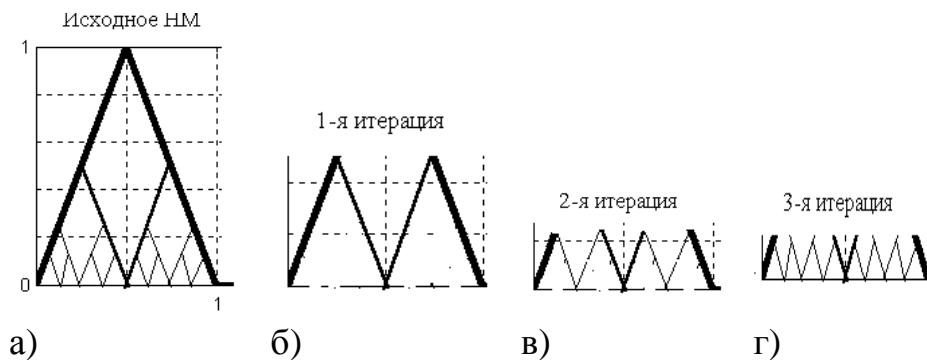 Исходное НМ
1
0
1
1-я итерация
2-я итерация
3-я итерация
а)
б)
в)
г)